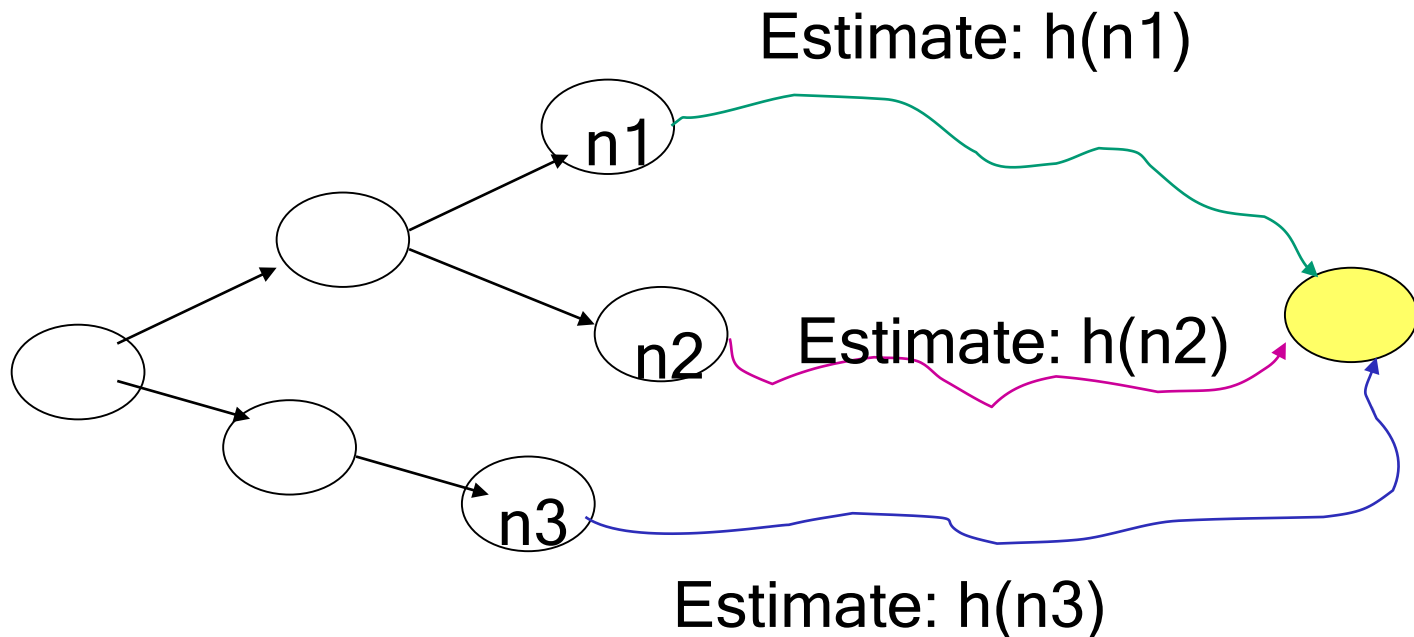 Estimate: h(n1)
n1
n2
Estimate: h(n2)
n3
Estimate: h(n3)